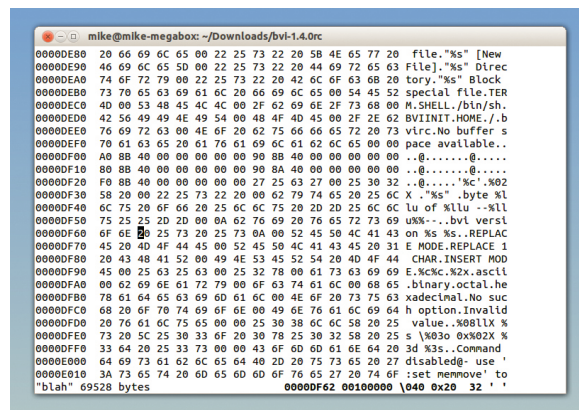 mike@mike-megabox: ~/Downloads/bvi-1.4.0rc
0000DE80 20 66 69 6C 65 00 22 25 73 22 20 5B 4E 65 77 20 file."%s" [New
0000DE90 46 69 6C 65 5D 00 22 25 73 22 20 44 69 72 65 63 File]."%s" Direc
0000DEA0 74 6F 72 79 00 22 25 73 22 20 42 6C 6F 63 6B 20 tory."%s" Block
0000DEB0 73 70 65 63 69 61 6C 20 66 69 6C 65 00 54 45 52 special file.TER
0000DEC0 4D 00 53 48 45 4C 4C 00 2F 62 69 6E 2F 73 68 00 M.SHELL./bin/sh.
0000DED0 42 56 49 49 4E 49 54 00 48 4F 4D 45 00 2F 2E 62 BVIINIT.HOME./.b
0000DEE0 76 69 72 63 00 4E 6F 20 62 75 66 66 65 72 20 73 virc.No buffer s
0000DEF0 70 61 63 65 20 61 76 61 69 6C 61 62 6C 65 00 00 pace available..
0000DF00 A0 8B 40 00 00 00 00 00 90 8B 40 00 00 00 00 00 ..@.......@.....
0000DF10 80 8B 40 00 00 00 00 00 90 8A 40 00 00 00 00 00 ..@.......@.....
0000DF20 F0 8B 40 00 00 00 00 00 27 25 63 27 00 25 30 32 ..@.....'%c'.%02
0000DF30 58 20 00 22 25 73 22 20 00 62 79 74 65 20 25 6C X ."%s" .byte %l
0000DF40 6C 75 20 6F 66 20 25 6C 6C 75 20 2D 2D 25 6C 6C lu of %llu --%ll
0000DF50 75 25 25 2D 2D 00 0A 62 76 69 20 76 65 72 73 69 u%%--..bvi versi
0000DF60 6F 6E 20 25 73 20 25 73 0A 00 52 45 50 4C 41 43 on %s %s..REPLAC
0000DF70 45 20 4D 4F 44 45 00 52 45 50 4C 41 43 45 20 31 E MODE.REPLACE 1
0000DF80 20 43 48 41 52 00 49 4E 53 45 52 54 20 4D 4F 44 CHAR.INSERT MOD
0000DF90 45 00 25 63 25 63 00 25 32 78 00 61 73 63 69 69 E.%c%c.%2x.ascii
0000DFA0 00 62 69 6E 61 72 79 00 6F 63 74 61 6C 00 68 65 .binary.octal.he
0000DFB0 78 61 64 65 63 69 6D 61 6C 00 4E 6F 20 73 75 63 xadecimal.No suc
0000DFC0 68 20 6F 70 74 69 6F 6E 00 49 6E 76 61 6C 69 64 h option.Invalid
0000DFD0 20 76 61 6C 75 65 00 00 25 30 38 6C 6C 58 20 25 value..%08llX %
0000DFE0 73 20 5C 25 30 33 6F 20 30 78 25 30 32 58 20 25 s \%03o 0x%02X %
0000DFF0 33 64 20 25 33 73 00 00 43 6F 6D 6D 61 6E 64 20 3d %3s..Command
0000E000 64 69 73 61 62 6C 65 64 40 2D 20 75 73 65 20 27 disabled@- use '
0000E010 3A 73 65 74 20 6D 65 6D 6D 6F 76 65 27 20 74 6F :set memmove' to
"blah" 69528 bytes 0000DF62 00100000 \040 0x20 32 ' '